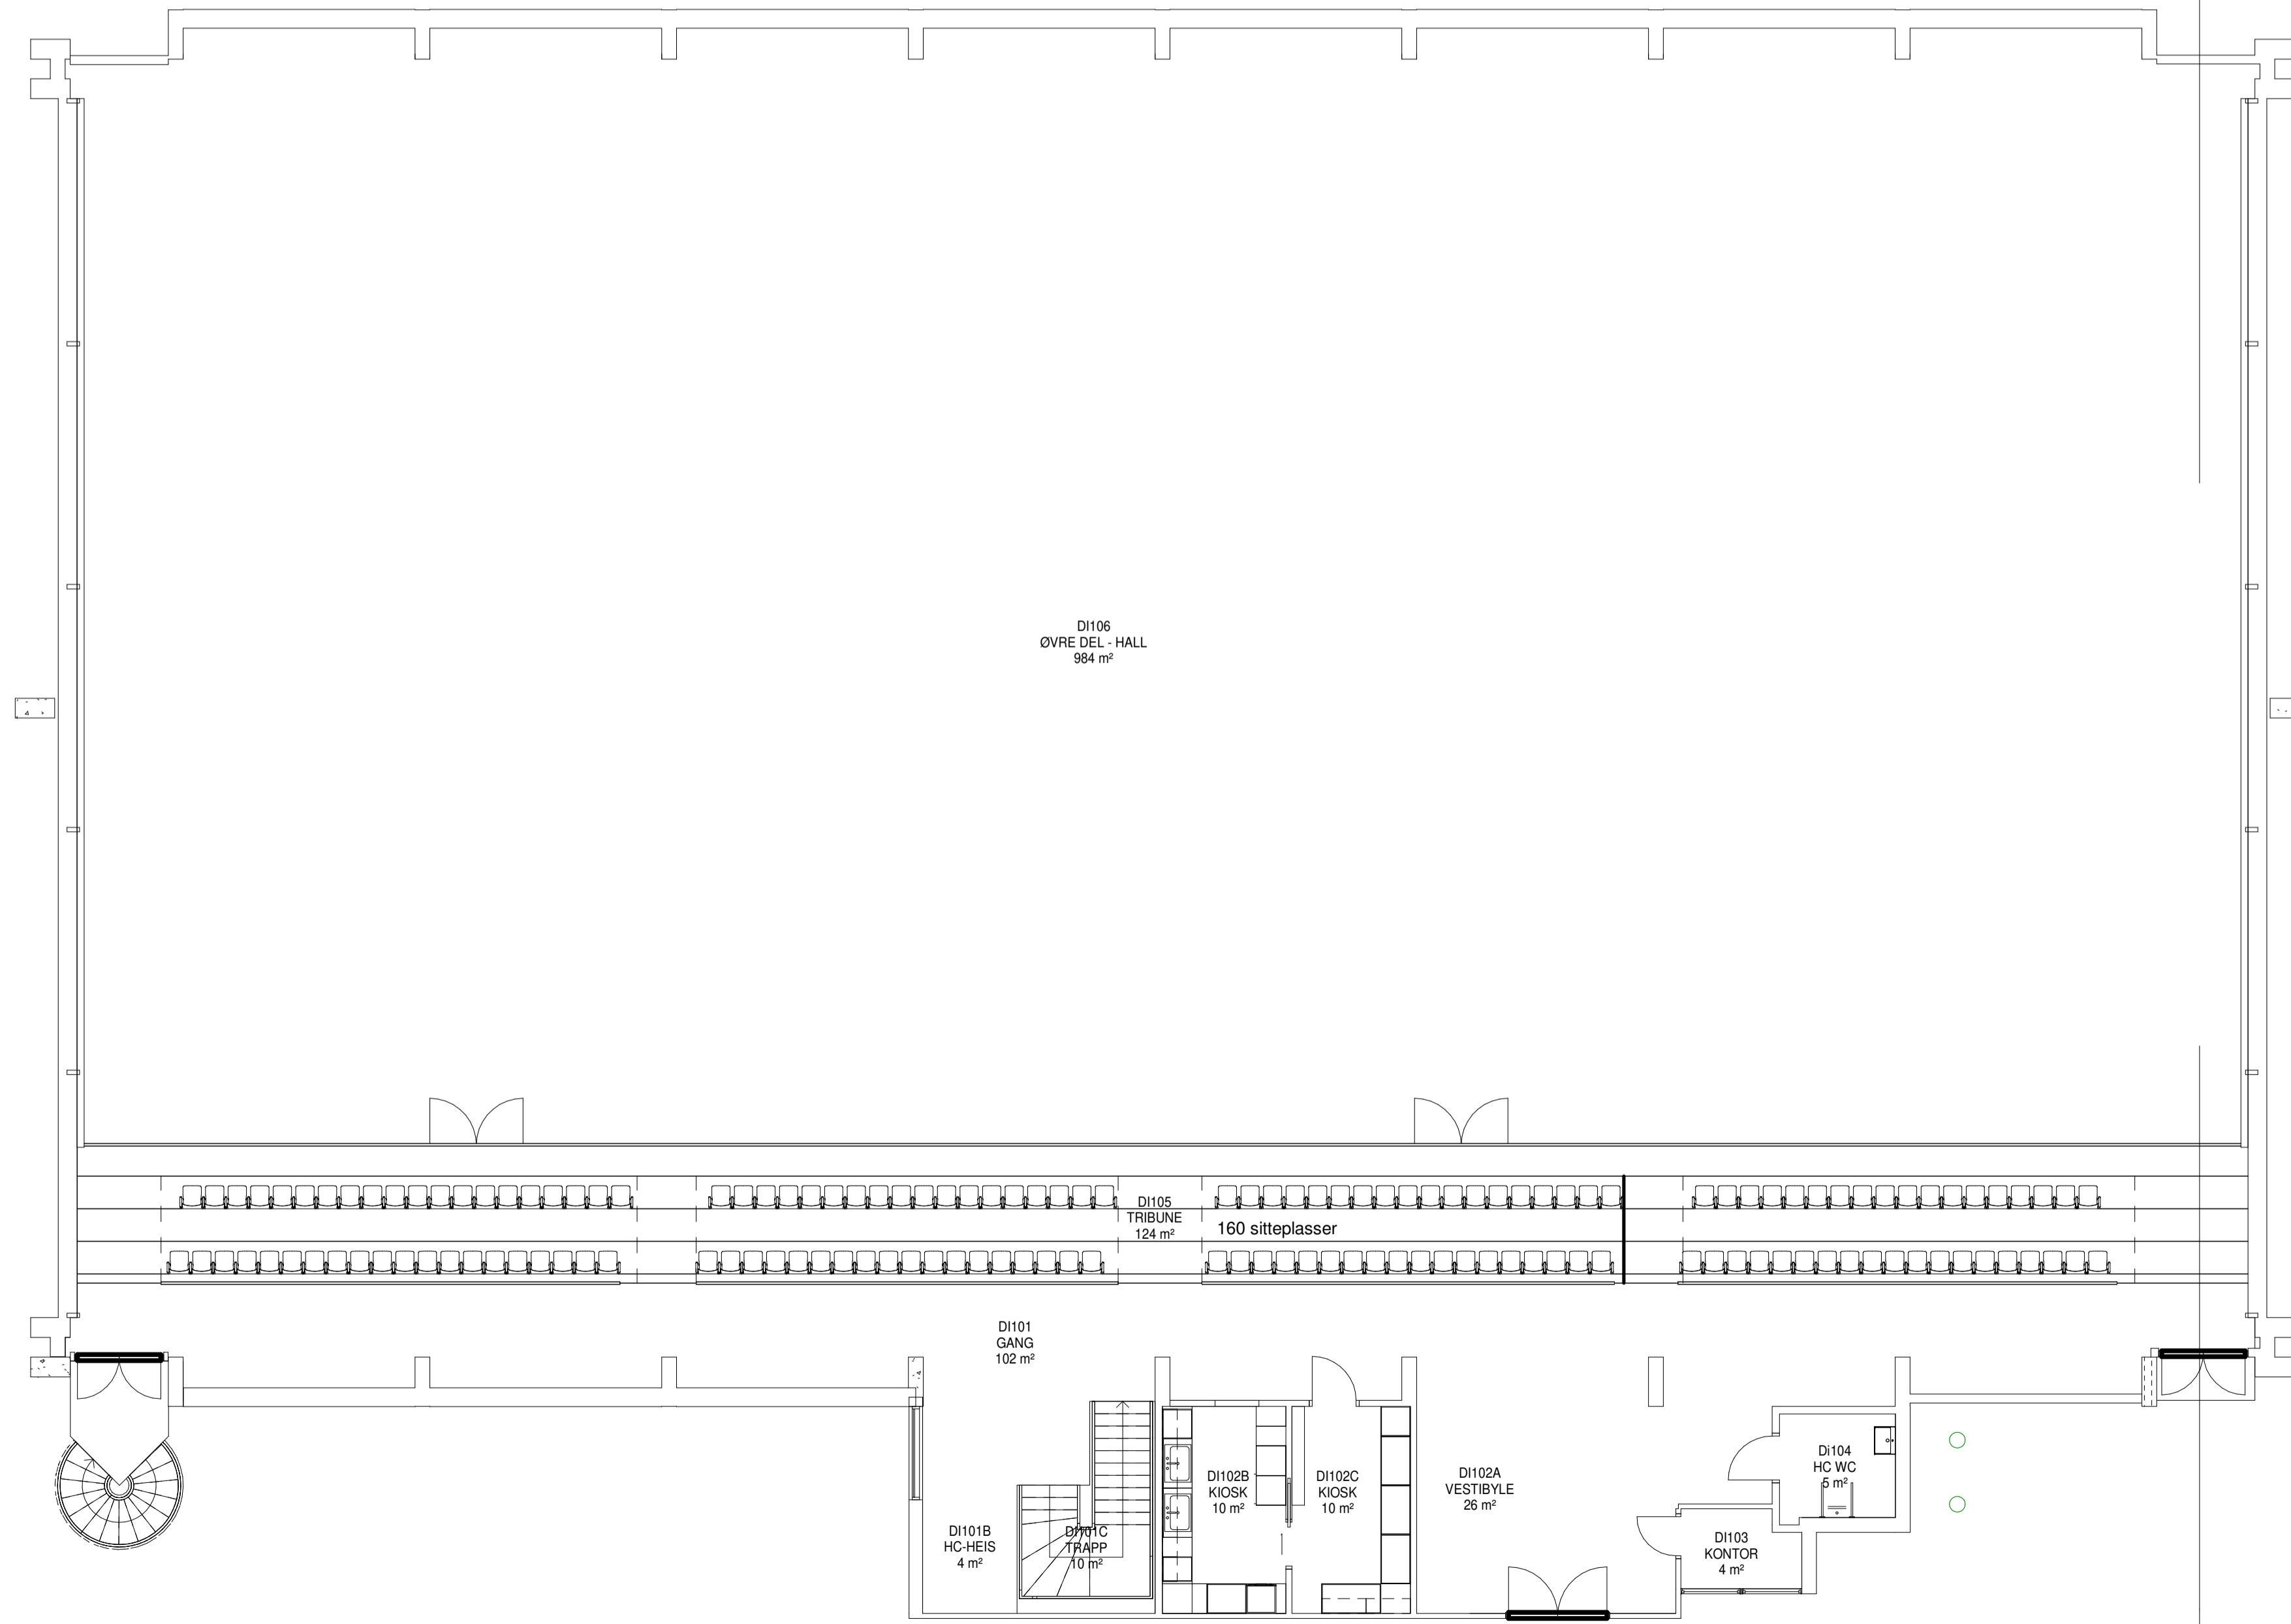 DI106
ØVRE DEL - HALL
984 m²
DI105
TRIBUNE
124 m²
160 sitteplasser
DI101
GANG
102 m²
DI101B
HC-HEIS
4 m²
DI101C
TRAPP
10 m²
DI102B
KIOSK
10 m²
DI102C
KIOSK
10 m²
DI102A
VESTIBYLE
26 m²
Di104
HC WC
5 m²
DI103
KONTOR
4 m²